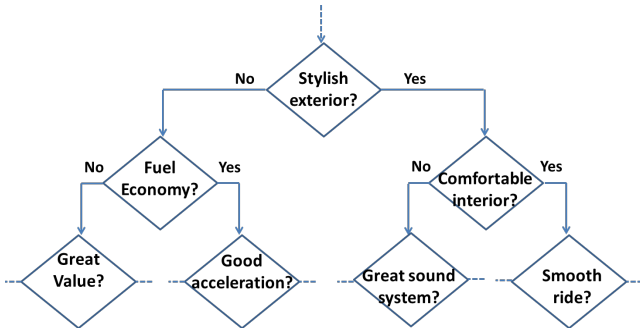 No
Stylish
exterior?
Yes
No
Fuel
Economy?
Yes
No
Comfortable
interior?
Yes
Great
Value?
Good
acceleration?
Great sound
system?
Smooth
ride?